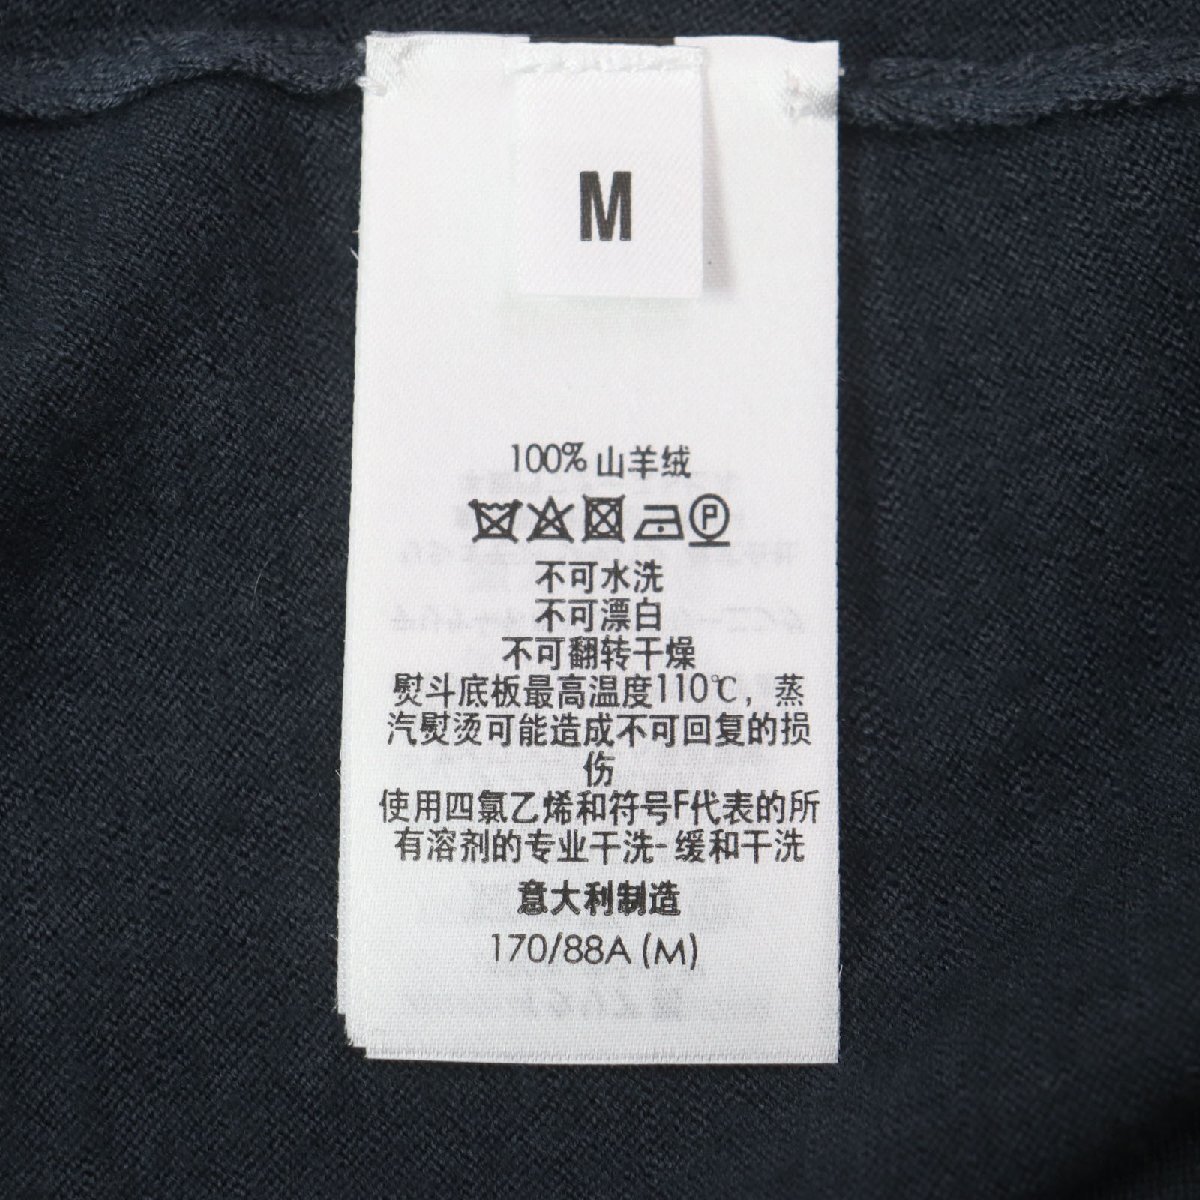 M
100% 山羊绒
P
不可水洗
不可漂白
不可翻转干燥
熨斗底板最高温度110℃，蒸
汽熨烫可能造成不可回复的损
伤
使用四氯乙烯和符号F代表的所
有溶剂的专业干洗-缓和干洗
意大利制造
170/88A (M)